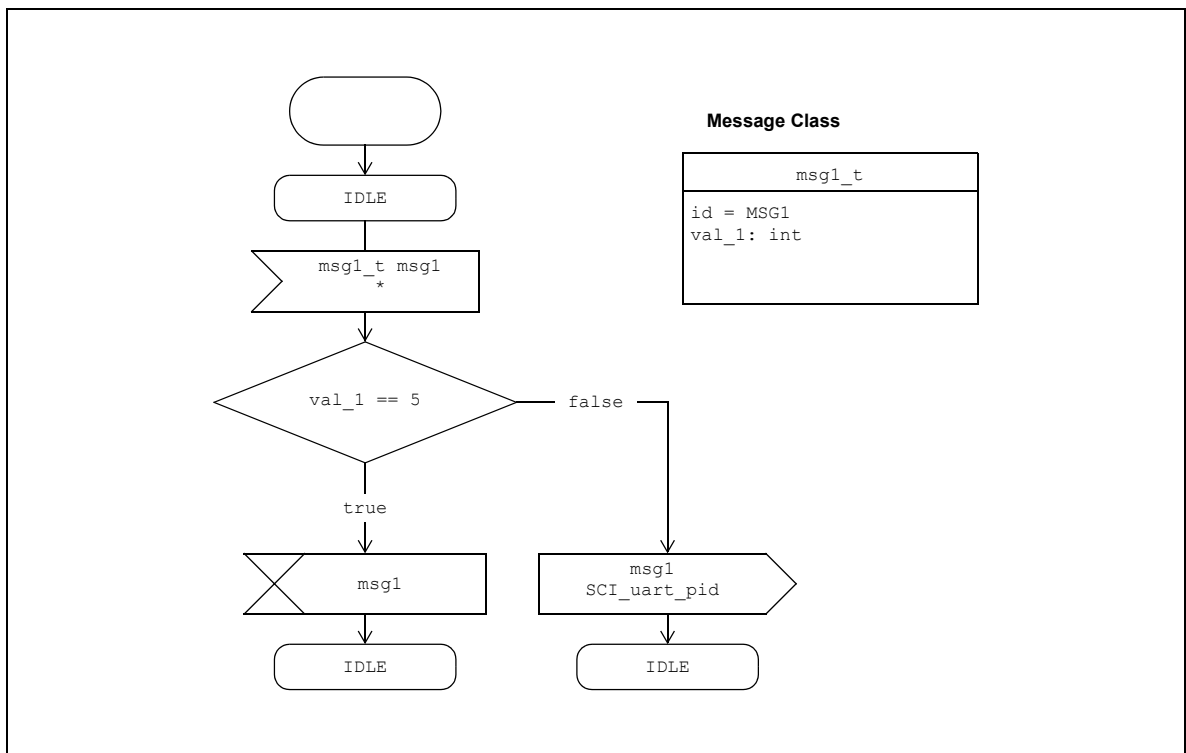 Message Class
msg1_t
id = MSG1
val_1: int
IDLE
msg1_t msg1
*
val_1 == 5
false
true
msg1
msg1
SCI_uart_pid
IDLE
IDLE